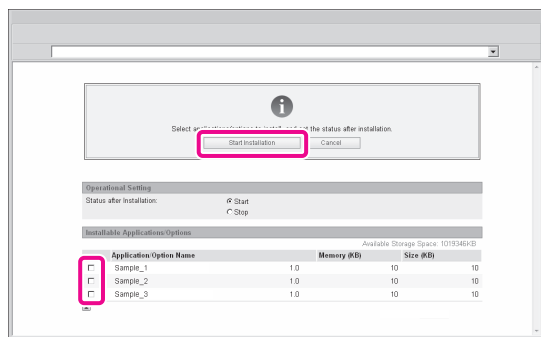 Select applications/options to install, and set the status after installation.
Start Installation Cancel
Operational Setting
Status after Installation: Start
Stop
Installable Applications/Options
Available Storage Space: 1019346KB
Application/Option Name Memory (KB) Size (KB)
Sample_1 1.0 10 10
Sample_2 1.0 10 10
Sample_3 1.0 10 10